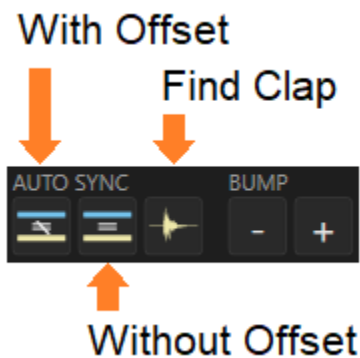 With Offset
Find Clap
AUTO SYNC BUMP
- +
Without Offset